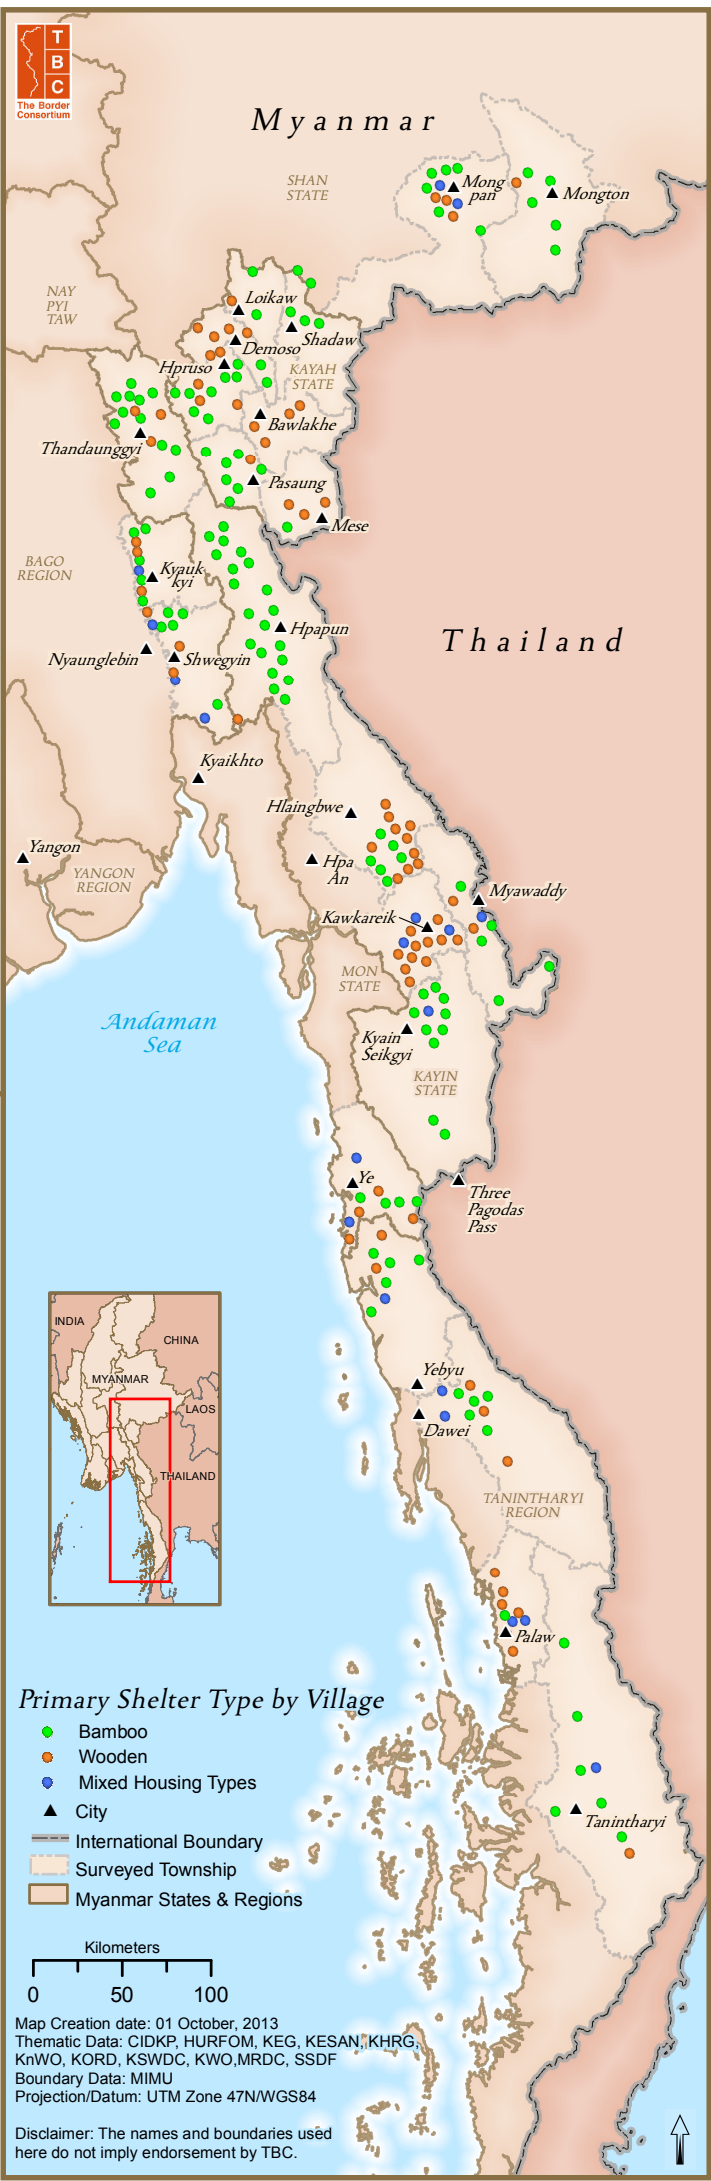 T
B
C
The Border
Consortium
Myanmar
SHAN
STATE
Mong
pan
Mongton
NAY
PYI
TAW
Loikaw
Shadaw
Demoso
Hpruso
KAYAH
STATE
Bawlakhe
Thandaunggyi
Pasaung
Mese
BAGO
REGION
Kyauk
kyi
Hpapun
Thailand
Nyaunglebin
Shwegyin
Kyaikhto
Hlaingbwe
Yangon
Hpa
An
YANGON
REGION
Myawaddy
Kawkareik
MON
STATE
Andaman
Sea
Kyain
Seikgyi
KAYIN
STATE
Ye
Three
Pagodas
Pass
INDIA
CHINA
MYANMAR
LAOS
THAILAND
Yebyu
Dawei
TANINTHARYI
REGION
Palaw
Tanintharyi
Primary Shelter Type by Village
Bamboo
Wooden
Mixed Housing Types
City
International Boundary
Surveyed Township
Myanmar States & Regions
Kilometers
0 50 100
Map Creation date: 01 October, 2013
Thematic Data: CIDKP, HURFOM, KEG, KESAN, KHRG,
KnWO, KORD, KSWDC, KWO,MRDC, SSDF
Boundary Data: MIMU
Projection/Datum: UTM Zone 47N/WGS84
Disclaimer: The names and boundaries used
here do not imply endorsement by TBC.